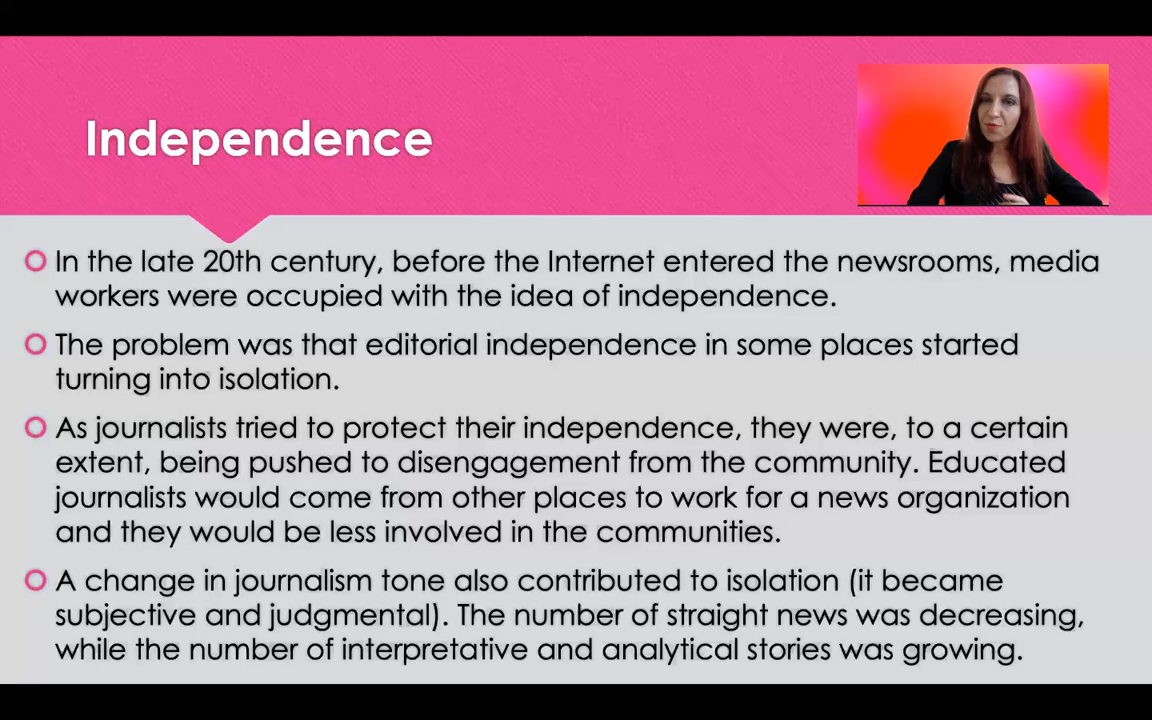 Independence
In the late 20th century, before the Internet entered the newsrooms, media
workers were occupied with the idea of independence.
The problem was that editorial independence in some places started
turning into isolation.
As journalists tried to protect their independence, they were, to a certain
extent, being pushed to disengagement from the community. Educated
journalists would come from other places to work for a news organization
and they would be less involved in the communities.
A change in journalism tone also contributed to isolation (it became
subjective and judgmental). The number of straight news was decreasing,
while the number of interpretative and analytical stories was growing.